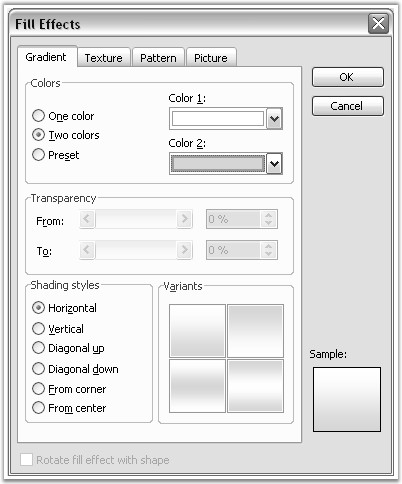 Fill Effects
Gradient Texture Pattern Picture
OK
Cancel
Colors
One color
Two colors
Preset
Color 1:
Color 2:
Transparency
From: 0 %
To: 0 %
Shading styles
Horizontal
Vertical
Diagonal up
Diagonal down
From corner
From center
Variants
Sample:
Rotate fill effect with shape